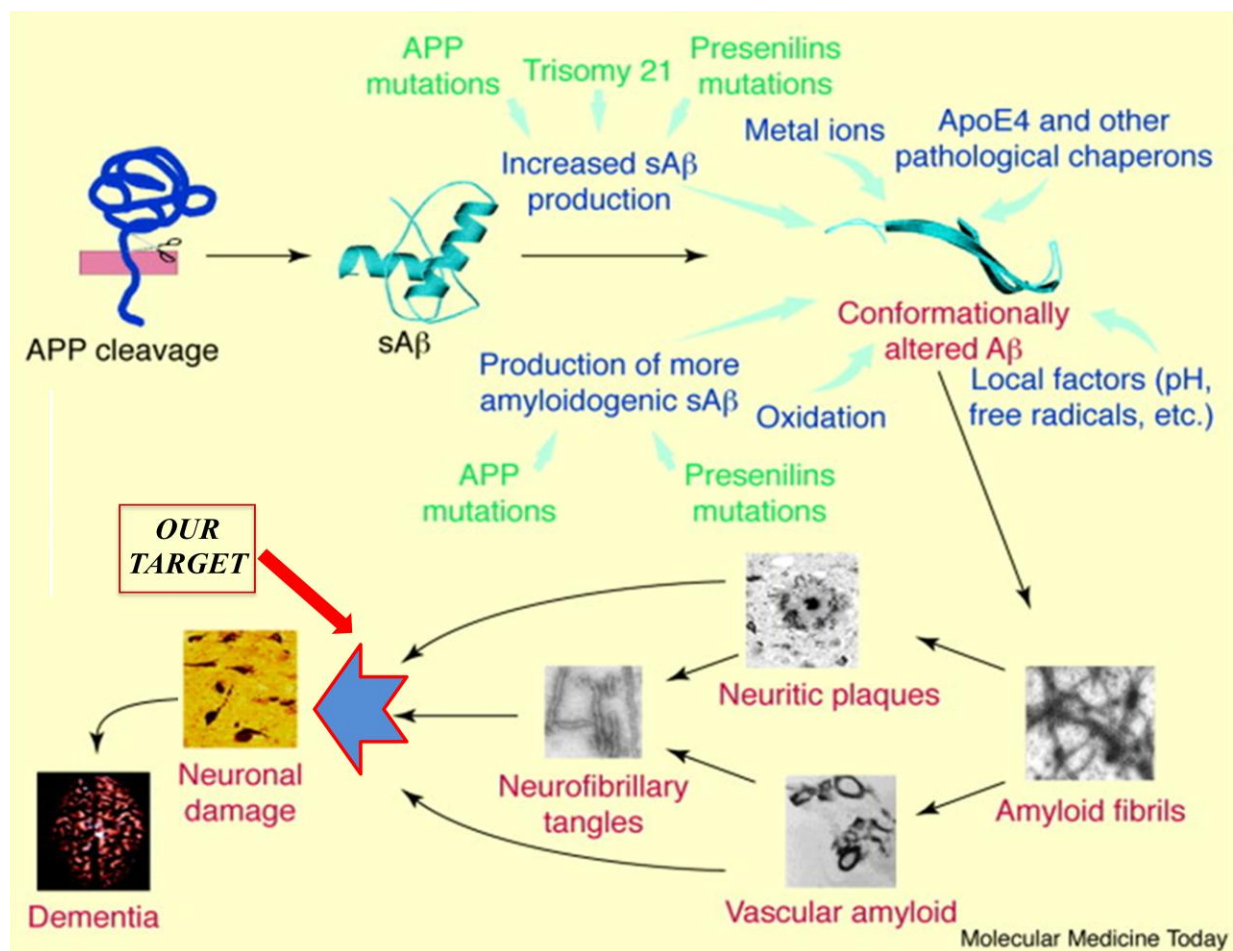 APP
mutations
Trisomy 21
Presenilins
mutations
Metal ions
ApoE4 and other
pathological chaperons
Increased sAβ
production
APP cleavage
sAβ
Conformationally
altered Aβ
Production of more
amyloidogenic sAβ
Oxidation
Local factors (pH,
free radicals, etc.)
APP
mutations
Presenilins
mutations
OUR
TARGET
Neuritic plaques
Neuronal
damage
Neurofibrillary
tangles
Amyloid fibrils
Dementia
Vascular amyloid
Molecular Medicine Today